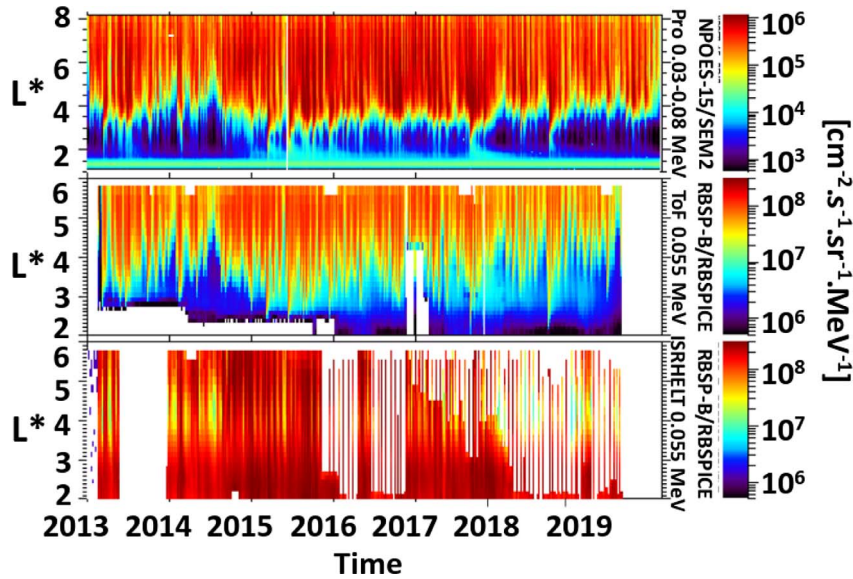 8
6
4
2
L*
Pro 0.03-0.08 MeV
NPOES-15/SEM2
10⁶
10⁵
10⁴
10³
6
5
4
3
2
L*
ToF 0.055 MeV
RBSP-B/RBSPICE
10⁸
10⁷
10⁶
6
5
4
3
2
L*
ISRHELT 0.055 MeV
RBSP-B/RBSPICE
10⁸
10⁷
10⁶
[cm⁻².s⁻¹.sr⁻¹.MeV⁻¹]
2013 2014 2015 2016 2017 2018 2019
Time